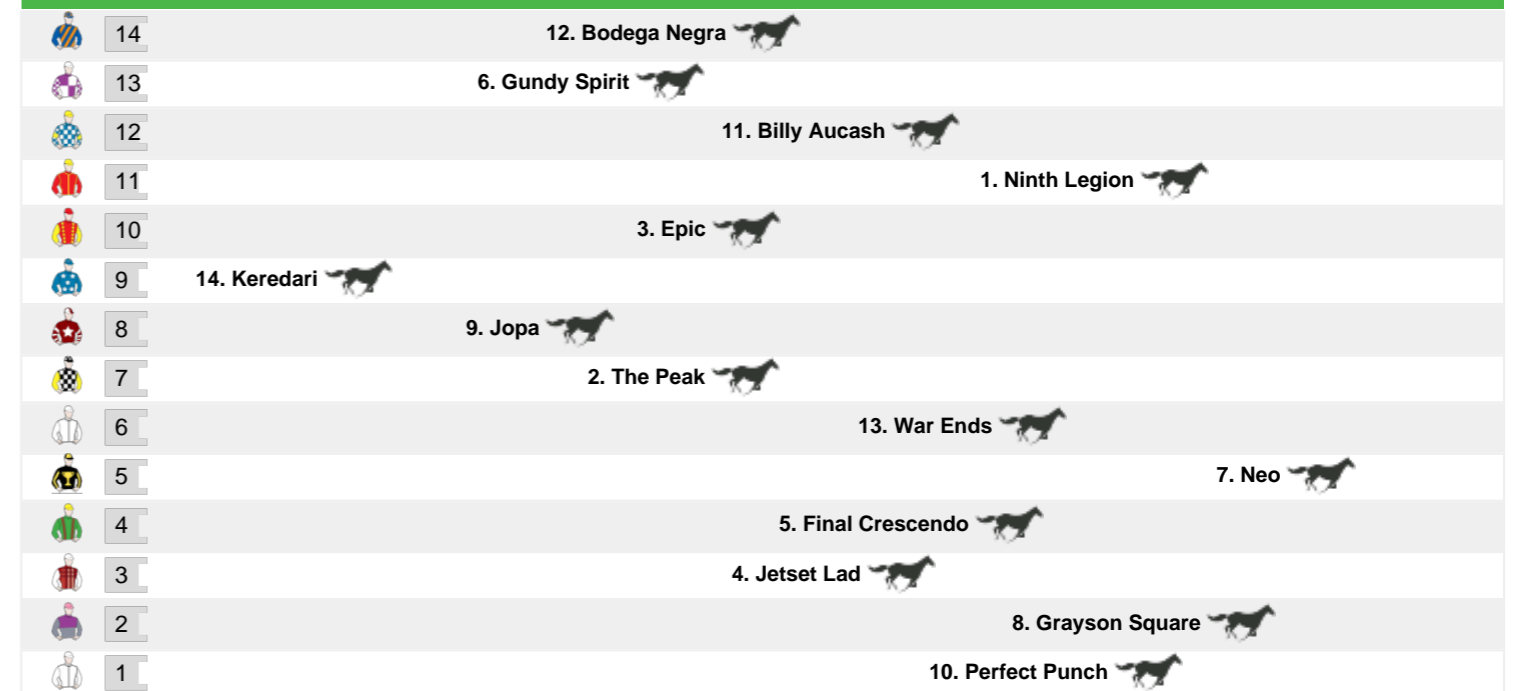 14 12. Bodega Negra
13 6. Gundy Spirit
12 11. Billy Aucash
11 1. Ninth Legion
10 3. Epic
9 14. Keredari
8 9. Jopa
7 2. The Peak
6 13. War Ends
5 7. Neo
4 5. Final Crescendo
3 4. Jetset Lad
2 8. Grayson Square
1 10. Perfect Punch